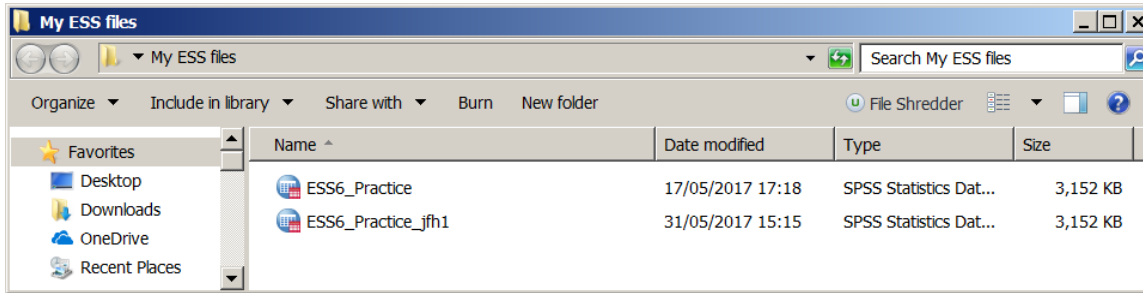 My ESS files
My ESS files
Search My ESS files
Organize Include in library Share with Burn New folder File Shredder
Favorites
Desktop
Downloads
OneDrive
Recent Places
Name Date modified Type Size
ESS6_Practice 17/05/2017 17:18 SPSS Statistics Dat... 3,152 KB
ESS6_Practice_jfh1 31/05/2017 15:15 SPSS Statistics Dat... 3,152 KB